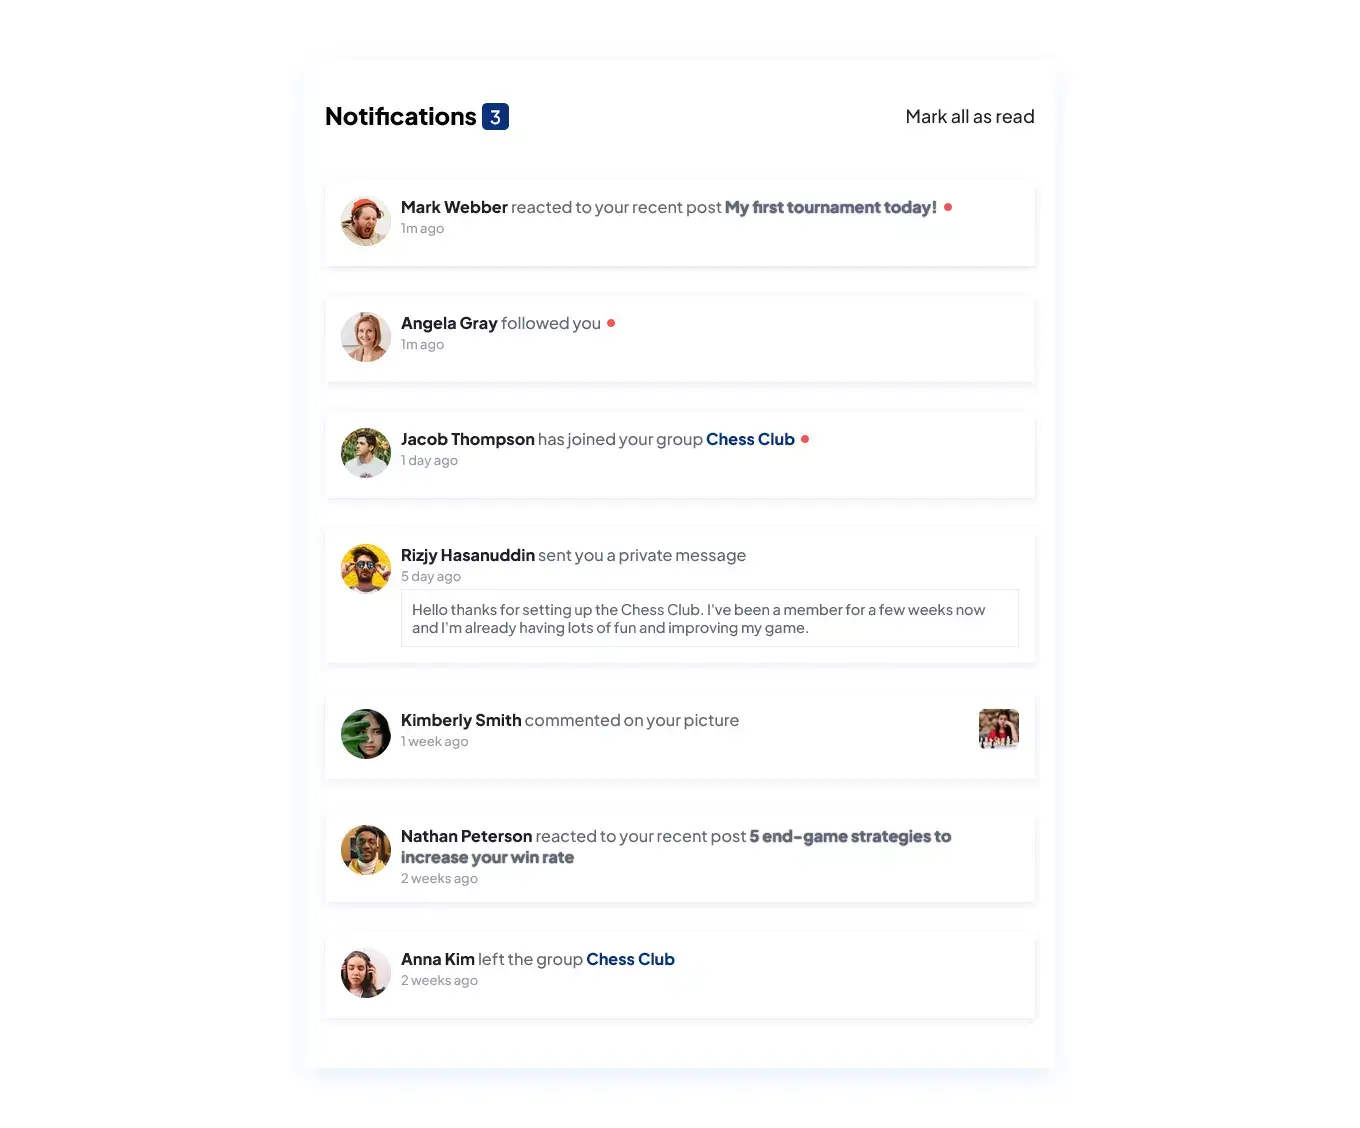 Notifications 3
Mark all as read
Mark Webber reacted to your recent post My first tournament today!
1m ago
Angela Gray followed you
1m ago
Jacob Thompson has joined your group Chess Club
1 day ago
Rizjy Hasanuddin sent you a private message
5 day ago
Hello thanks for setting up the Chess Club. I've been a member for a few weeks now
and I'm already having lots of fun and improving my game.
Kimberly Smith commented on your picture
1 week ago
Nathan Peterson reacted to your recent post 5 end-game strategies to
increase your win rate
2 weeks ago
Anna Kim left the group Chess Club
2 weeks ago